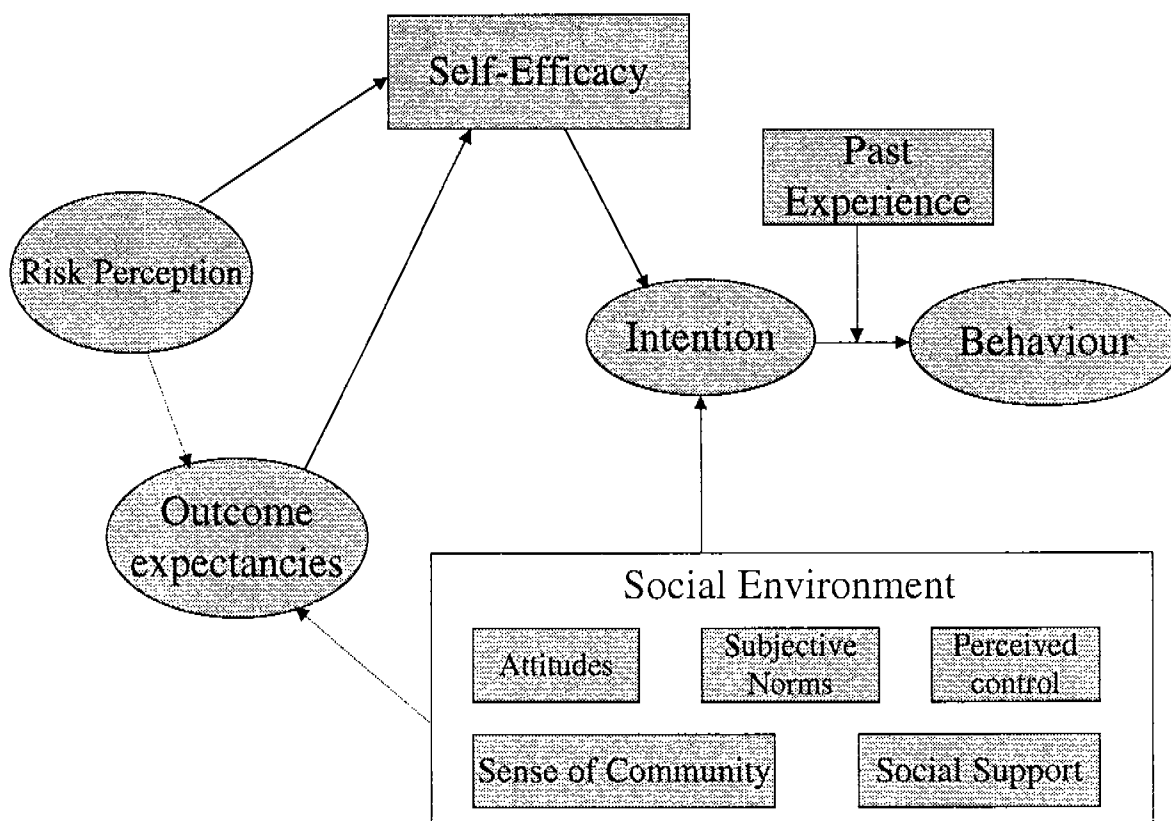 Self-Efficacy
Past
Experience
Risk Perception
Intention
Behaviour
Outcome
expectancies
Social Environment
Attitudes
Subjective
Norms
Perceived
control
Sense of Community
Social Support